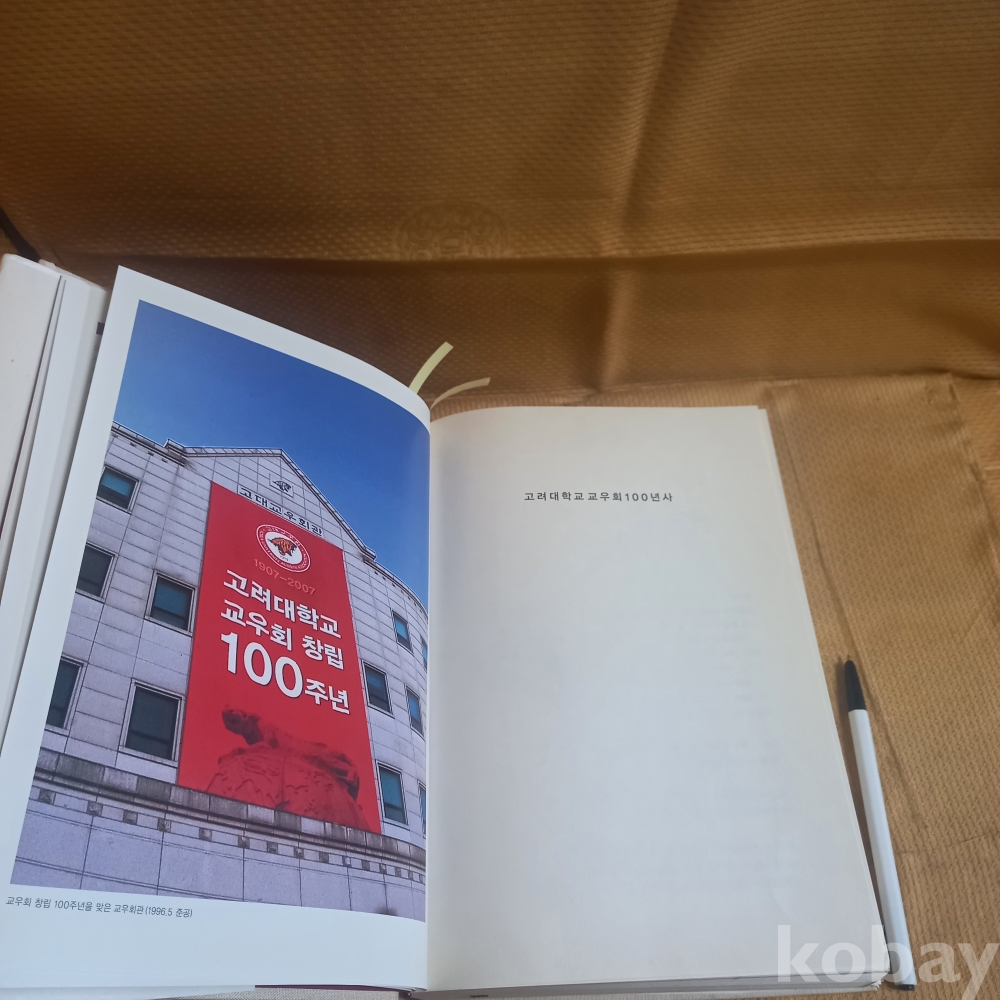 고대교우회관
1907-2007
고려대학교
교우회 창립
100주년
교우회 창립 100주년을 맞은 교우회관(1996.5 준공)
고려대학교교우회100년사
kobay